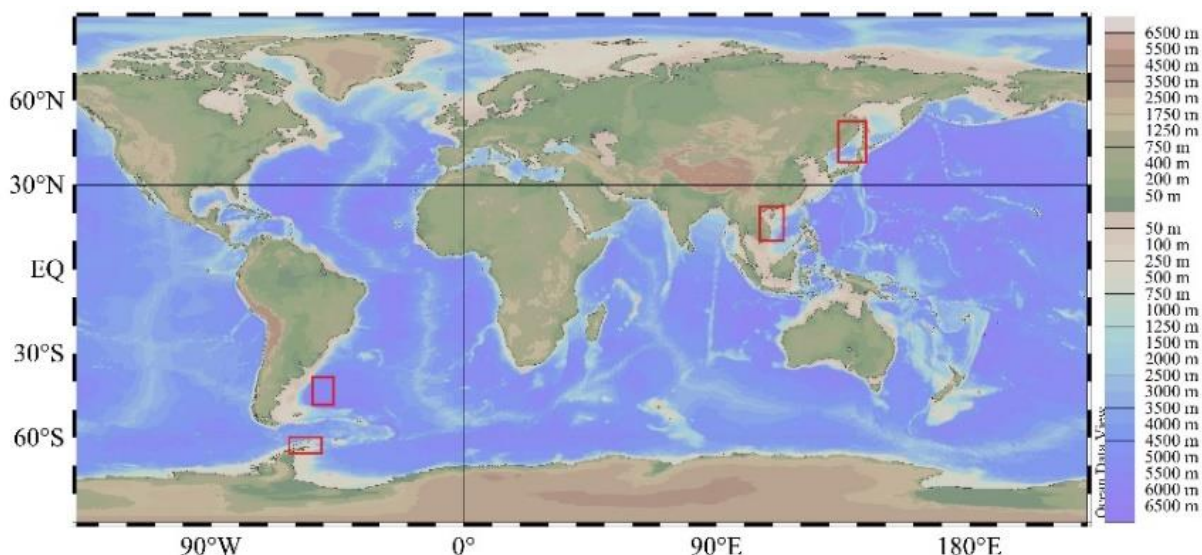 60°N
30°N
EQ
30°S
60°S
90°W 0° 90°E 180°E
6500 m
5500 m
4500 m
3500 m
2500 m
1750 m
1250 m
750 m
400 m
200 m
50 m
50 m
100 m
250 m
500 m
750 m
1000 m
1250 m
1500 m
2000 m
2500 m
3000 m
3500 m
4000 m
4500 m
5000 m
5500 m
6000 m
6500 m
Ocean Data View